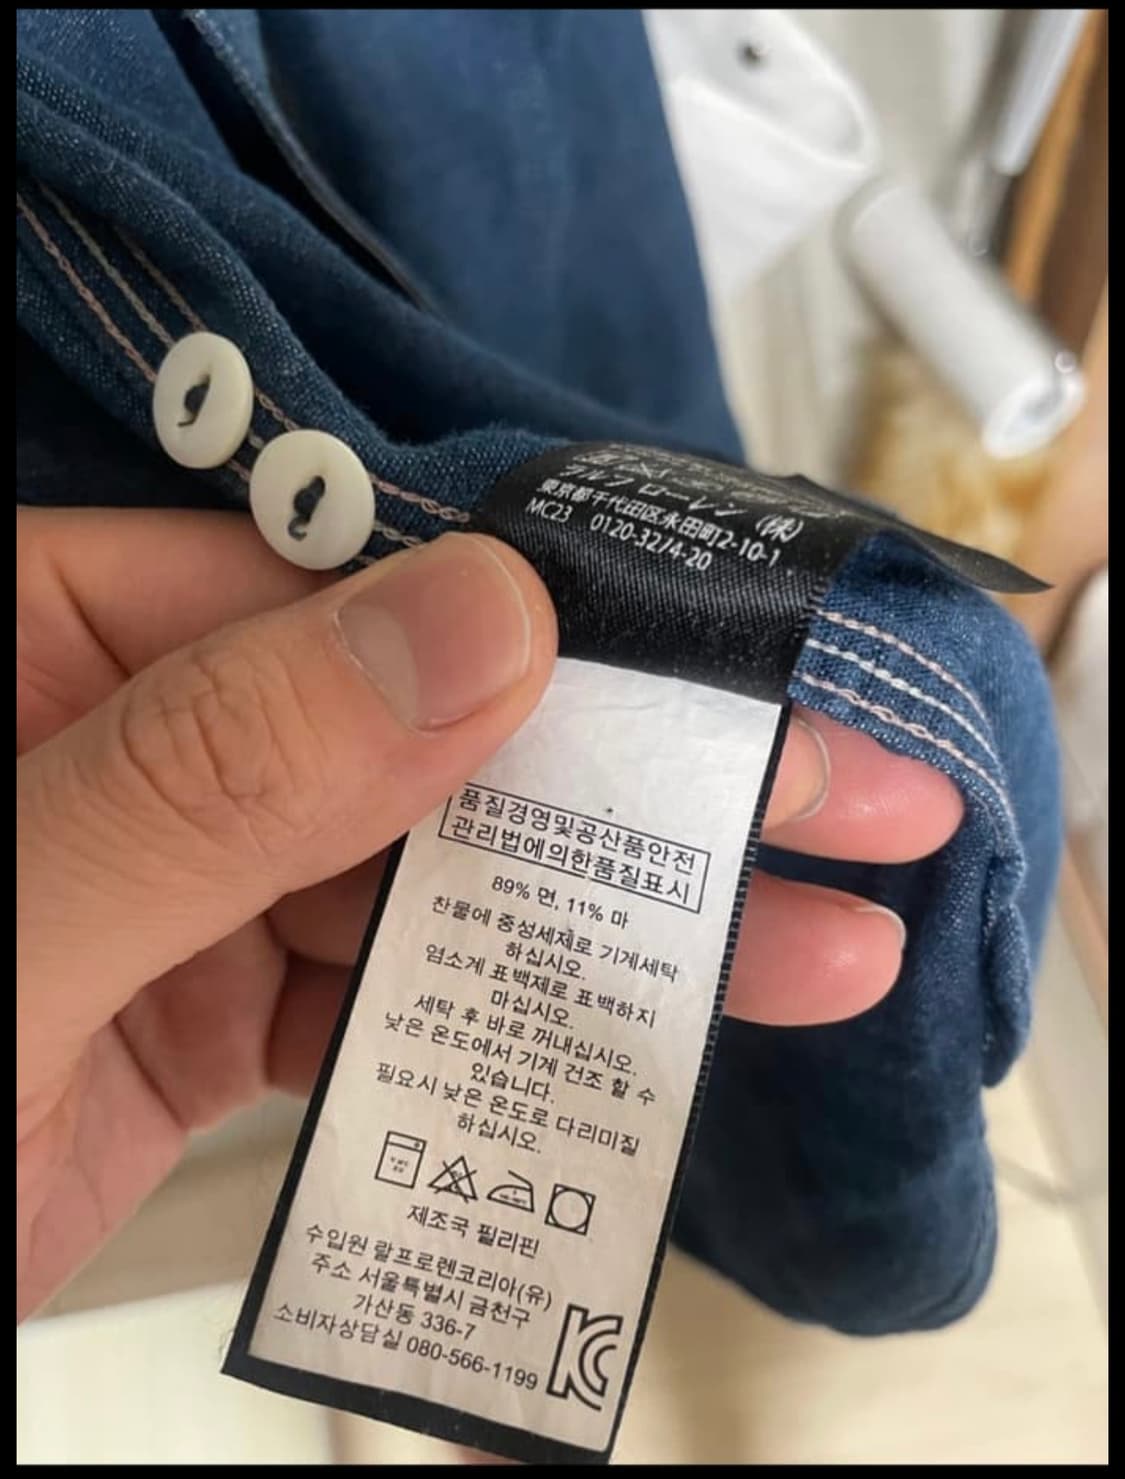 ラルフ ローレン (株)
東京都千代田区永田町2-10-1
MC23 0120-3274-20
품질경영및공산품안전
관리법에의한품질표시
89% 면, 11% 마
찬물에 중성세제로 기계세탁
하십시오.
염소계 표백제로 표백하지
마십시오.
세탁 후 바로 꺼내십시오.
낮은 온도에서 기계 건조 할 수
있습니다.
필요시 낮은 온도로 다리미질
하십시오.
제조국 필리핀
수입원 랄프로렌코리아(유)
주소 서울특별시 금천구
가산동 336-7
소비자상담실 080-566-1199